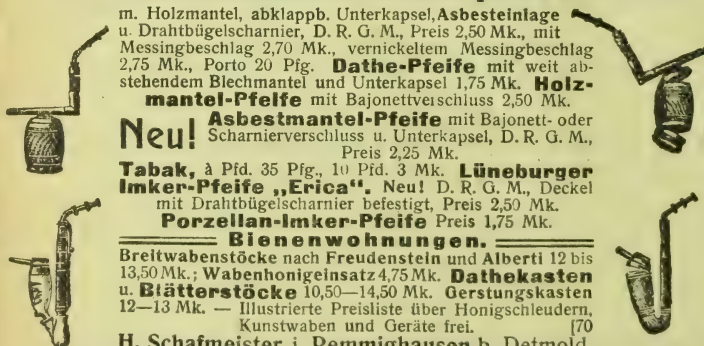 m. Holzmantel, abklappb. Unterkapsel, Asbesteinlage
u. Drahtbügelscharnier, D. R. G. M., Preis 2,50 Mk., mit
Messingbeschlag 2,70 Mk., vernickeltem Messingbeschlag
2,75 Mk., Porto 20 Pfg. Dathe-Pfeife mit weit ab-
stehendem Blechmantel und Unterkapsel 1,75 Mk. Holz-
mantel-Pfeife mit Bajonettverschluss 2,50 Mk.
Neu! Asbestmantel-Pfeife mit Bajonett- oder
Scharnierverschluss u. Unterkapsel, D. R. G. M.,
Preis 2,25 Mk.
Tabak, à Pfd. 35 Pfg., 10 Pfd. 3 Mk. Lüneburger
Imker-Pfeife „Erica“. Neu! D. R. G. M., Deckel
mit Drahtbügelscharnier befestigt, Preis 2,50 Mk.
Porzellan-Imker-Pfeife Preis 1,75 Mk.
Bienenwohnungen.
Breitwabenstöcke nach Freudenstein und Alberti 12 bis
13,50 Mk.; Wabenhonigeinsatz 4,75 Mk. Dathekasten
u. Blätterstöcke 10,50—14,50 Mk. Gerstungskasten
12—13 Mk. — Illustrierte Preisliste über Honigschleudern,
Kunstwaben und Geräte frei. [70
H. Schafmeister i. Remmighausen b. Detmold.